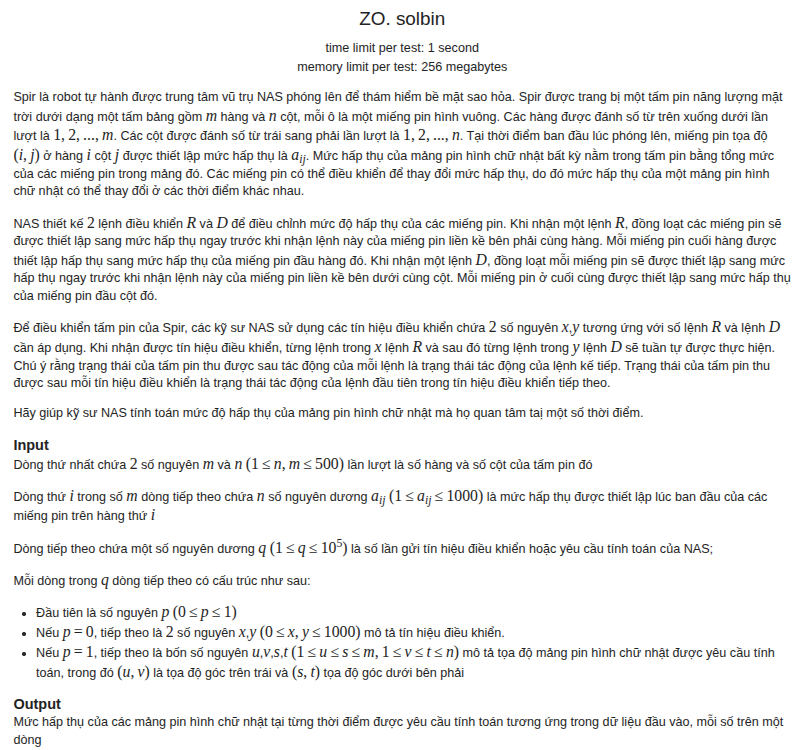 ZO. solbin
time limit per test: 1 second
memory limit per test: 256 megabytes
Spir là robot tự hành được trung tâm vũ trụ NAS phóng lên để thám hiểm bề mặt sao hỏa. Spir được trang bị một tấm pin năng lượng mặt
trời dưới dạng một tấm bảng gồm m hàng và n cột, mỗi ô là một miếng pin hình vuông. Các hàng được đánh số từ trên xuống dưới lần
lượt là 1, 2, ..., m. Các cột được đánh số từ trái sang phải lần lượt là 1, 2, ..., n. Tại thời điểm ban đầu lúc phóng lên, miếng pin tọa độ
(i, j) ở hàng i cột j được thiết lập mức hấp thụ là aij. Mức hấp thụ của mảng pin hình chữ nhật bất kỳ nằm trong tấm pin bằng tổng mức
của các miếng pin trong mảng đó. Các miếng pin có thể điều khiển để thay đổi mức hấp thụ, do đó mức hấp thụ của một mảng pin hình
chữ nhật có thể thay đổi ở các thời điểm khác nhau.
NAS thiết kế 2 lệnh điều khiển R và D để điều chỉnh mức độ hấp thụ của các miếng pin. Khi nhận một lệnh R, đồng loạt các miếng pin sẽ
được thiết lập sang mức hấp thụ ngay trước khi nhận lệnh này của miếng pin liền kề bên phải cùng hàng. Mỗi miếng pin cuối hàng được
thiết lập hấp thụ sang mức hấp thụ của miếng pin đầu hàng đó. Khi nhận một lệnh D, đồng loạt mỗi miếng pin sẽ được thiết lập sang mức
hấp thụ ngay trước khi nhận lệnh này của miếng pin liền kề bên dưới cùng cột. Mỗi miếng pin ở cuối cùng được thiết lập sang mức hấp thụ
của miếng pin đầu cột đó.
Để điều khiển tấm pin của Spir, các kỹ sư NAS sử dụng các tín hiệu điều khiển chứa 2 số nguyên x,y tương ứng với số lệnh R và lệnh D
cần áp dụng. Khi nhận được tín hiệu điều khiển, từng lệnh trong x lệnh R và sau đó từng lệnh trong y lệnh D sẽ tuần tự được thực hiện.
Chú ý rằng trạng thái của tấm pin thu được sau tác động của mỗi lệnh là trạng thái tác động của lệnh kế tiếp. Trạng thái của tấm pin thu
được sau mỗi tín hiệu điều khiển là trạng thái tác động của lệnh đầu tiên trong tín hiệu điều khiển tiếp theo.
Hãy giúp kỹ sư NAS tính toán mức độ hấp thụ của mảng pin hình chữ nhật mà họ quan tâm taị một số thời điểm.
Input
Dòng thứ nhất chứa 2 số nguyên m và n (1 ≤ n, m ≤ 500) lần lượt là số hàng và số cột của tấm pin đó
Dòng thứ i trong số m dòng tiếp theo chứa n số nguyên dương aij (1 ≤ aij ≤ 1000) là mức hấp thụ được thiết lập lúc ban đầu của các
miếng pin trên hàng thứ i
Dòng tiếp theo chứa một số nguyên dương q (1 ≤ q ≤ 10^5) là số lần gửi tín hiệu điều khiển hoặc yêu cầu tính toán của NAS;
Mỗi dòng trong q dòng tiếp theo có cấu trúc như sau:
• Đầu tiên là số nguyên p (0 ≤ p ≤ 1)
• Nếu p = 0, tiếp theo là 2 số nguyên x,y (0 ≤ x, y ≤ 1000) mô tả tín hiệu điều khiển.
• Nếu p = 1, tiếp theo là bốn số nguyên u,v,s,t (1 ≤ u ≤ s ≤ m, 1 ≤ v ≤ t ≤ n) mô tả tọa độ mảng pin hình chữ nhật được yêu cầu tính
toán, trong đó (u, v) là tọa độ góc trên trái và (s, t) tọa độ góc dưới bên phải
Output
Mức hấp thụ của các mảng pin hình chữ nhật tại từng thời điểm được yêu cầu tính toán tương ứng trong dữ liệu đầu vào, mỗi số trên một
dòng